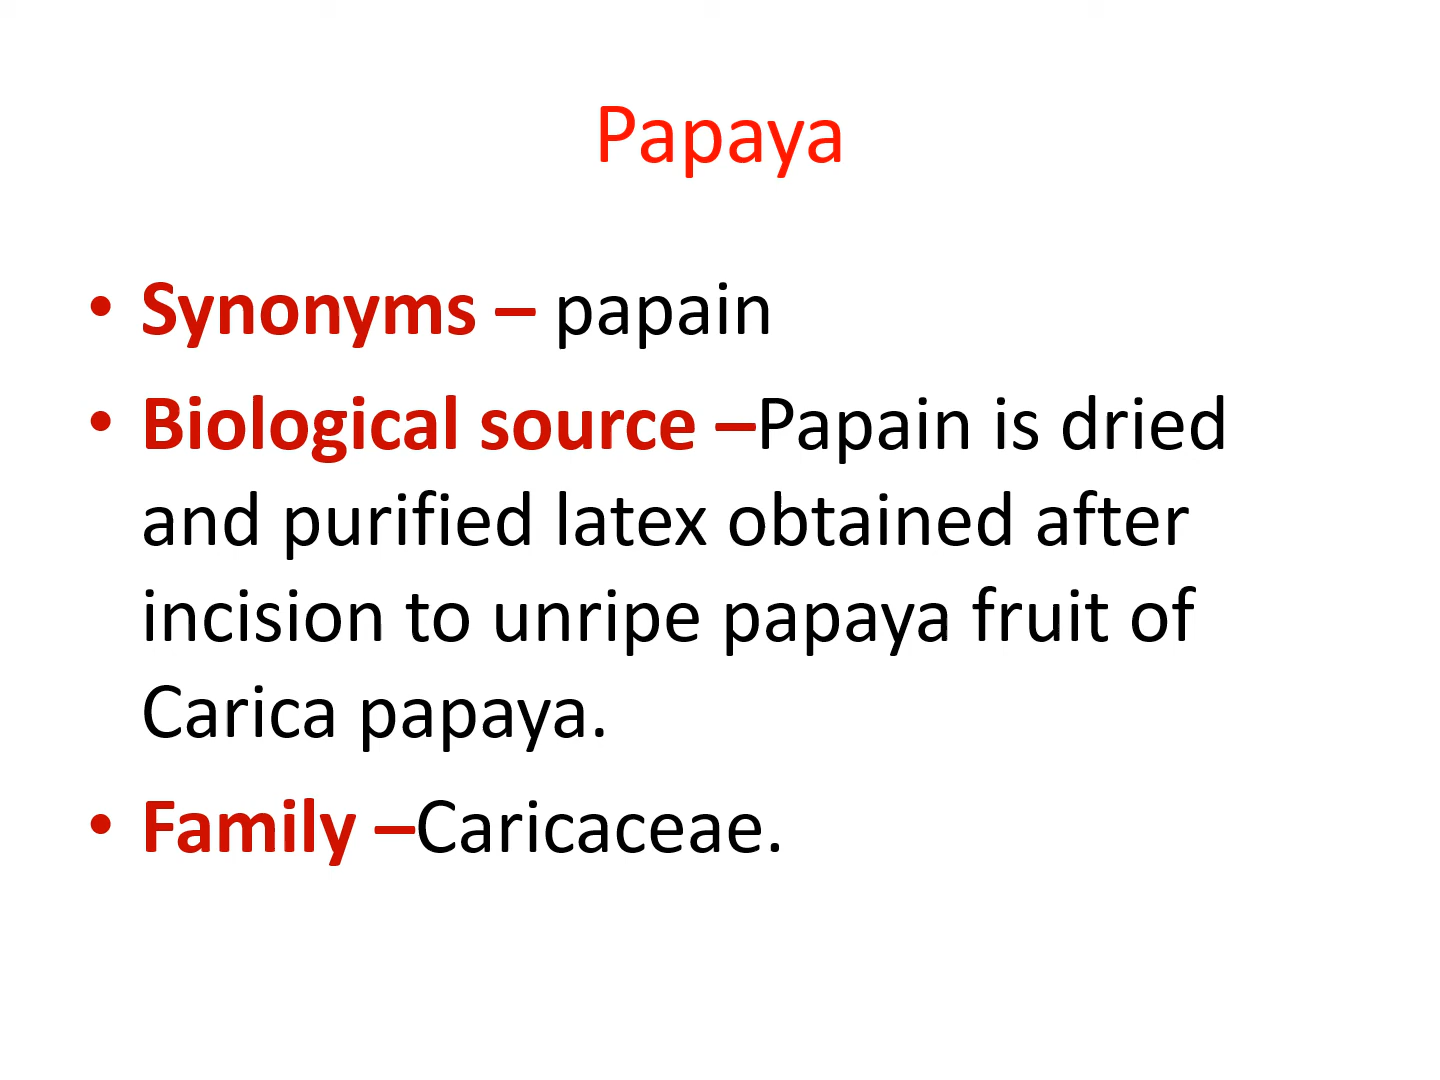 Papaya
• Synonyms – papain
• Biological source –Papain is dried
and purified latex obtained after
incision to unripe papaya fruit of
Carica papaya.
• Family –Caricaceae.